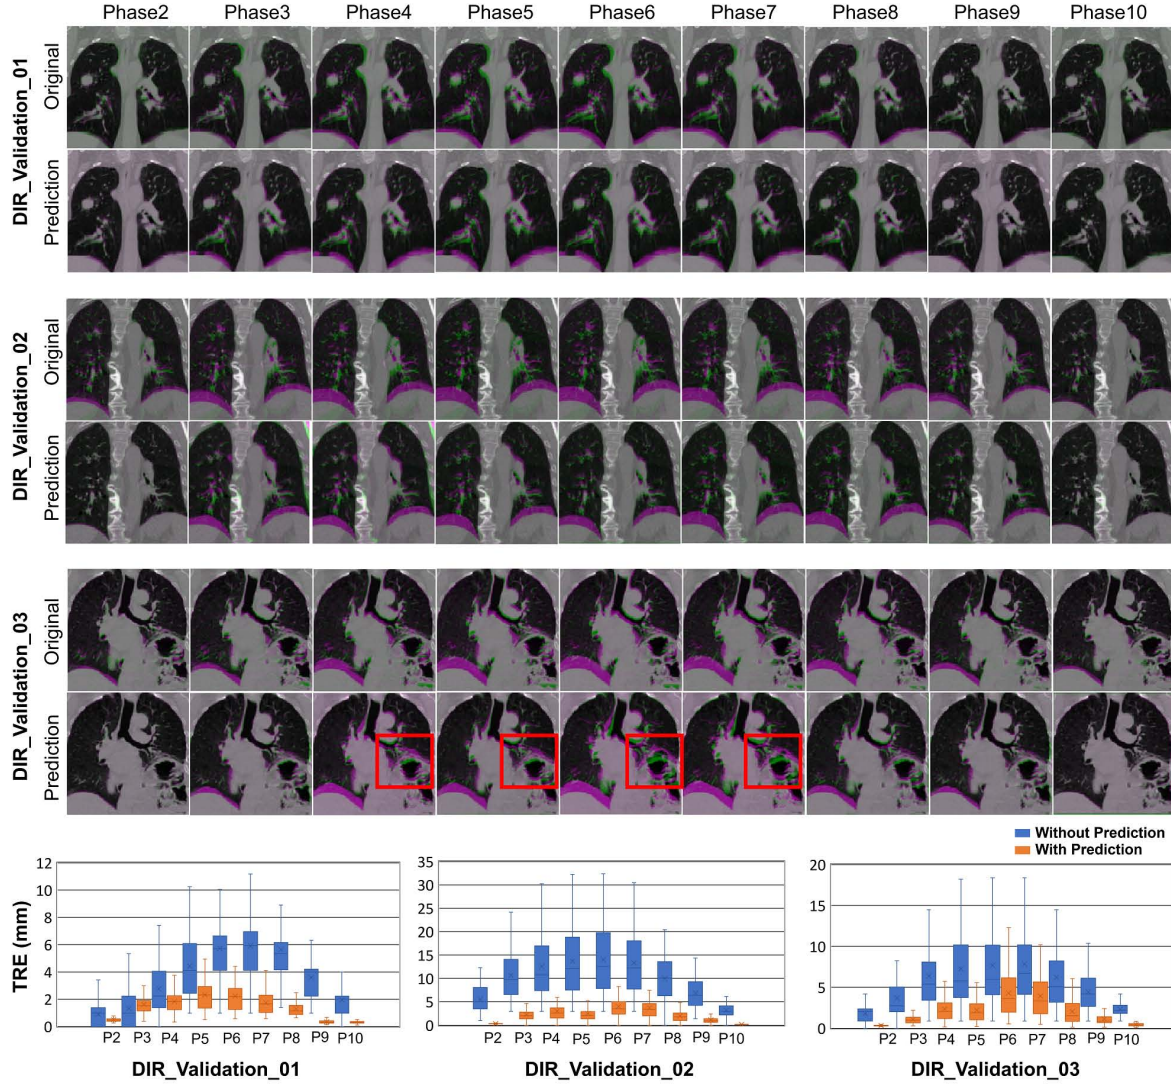 Phase2 Phase3 Phase4 Phase5 Phase6 Phase7 Phase8 Phase9 Phase10
DIR_Validation_01
Original
Prediction
DIR_Validation_02
Original
Prediction
DIR_Validation_03
Original
Prediction
Without Prediction
With Prediction
TRE (mm)
12
10
8
6
4
2
0
P2 P3 P4 P5 P6 P7 P8 P9 P10
DIR_Validation_01
35
30
25
20
15
10
5
0
P2 P3 P4 P5 P6 P7 P8 P9 P10
DIR_Validation_02
20
15
10
5
0
P2 P3 P4 P5 P6 P7 P8 P9 P10
DIR_Validation_03